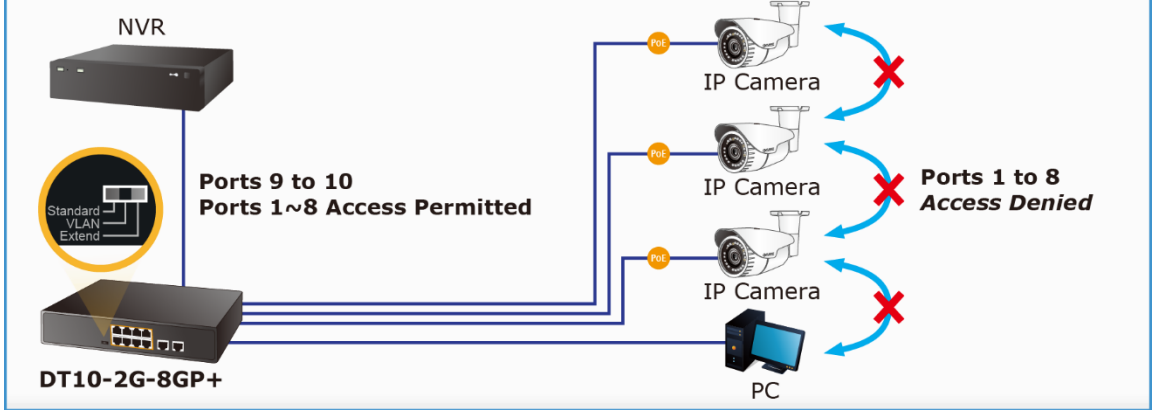 NVR
PoE
IP Camera
Ports 9 to 10
Ports 1~8 Access Permitted
Standard
VLAN
Extend
PoE
IP Camera
Ports 1 to 8
Access Denied
PoE
IP Camera
DT10-2G-8GP+
PC